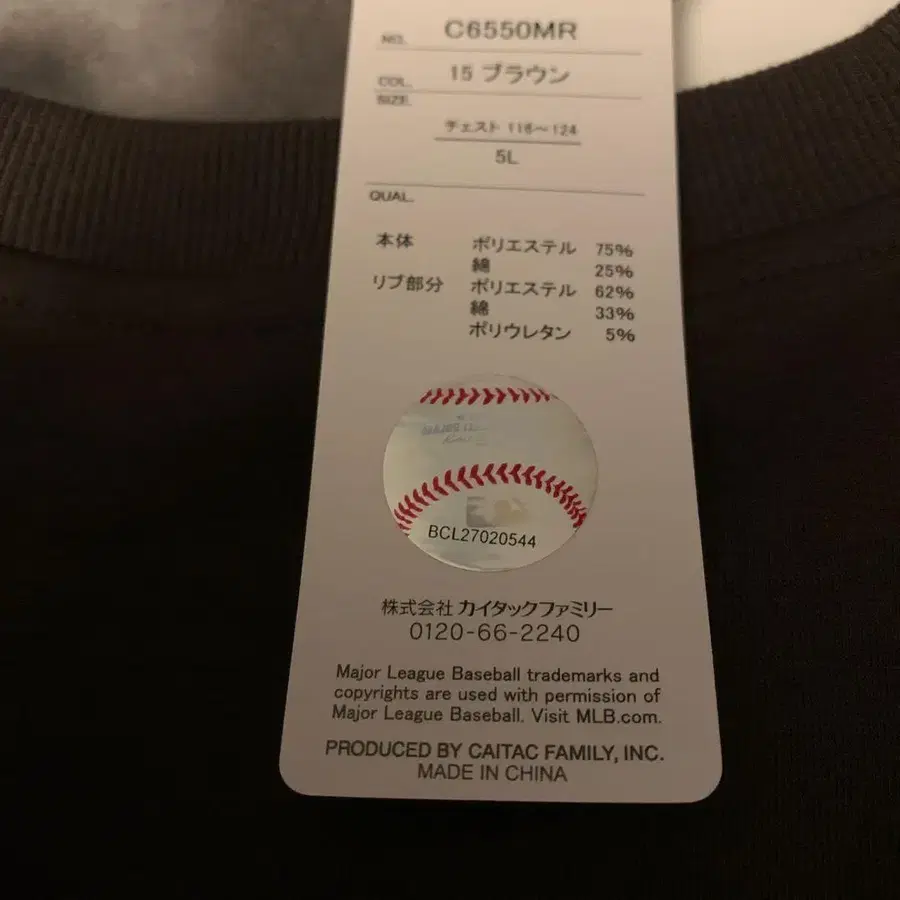 NO. C6550MR
COL. 15 ブラウン
SIZE.
チェスト 116〜124
5L
QUAL.
本体 ポリエステル 75%
綿 25%
リブ部分 ポリエステル 62%
綿 33%
ポリウレタン 5%
BCL27020544
株式会社 カイタックファミリー
0120-66-2240
Major League Baseball trademarks and
copyrights are used with permission of
Major League Baseball. Visit MLB.com.
PRODUCED BY CAITAC FAMILY, INC.
MADE IN CHINA